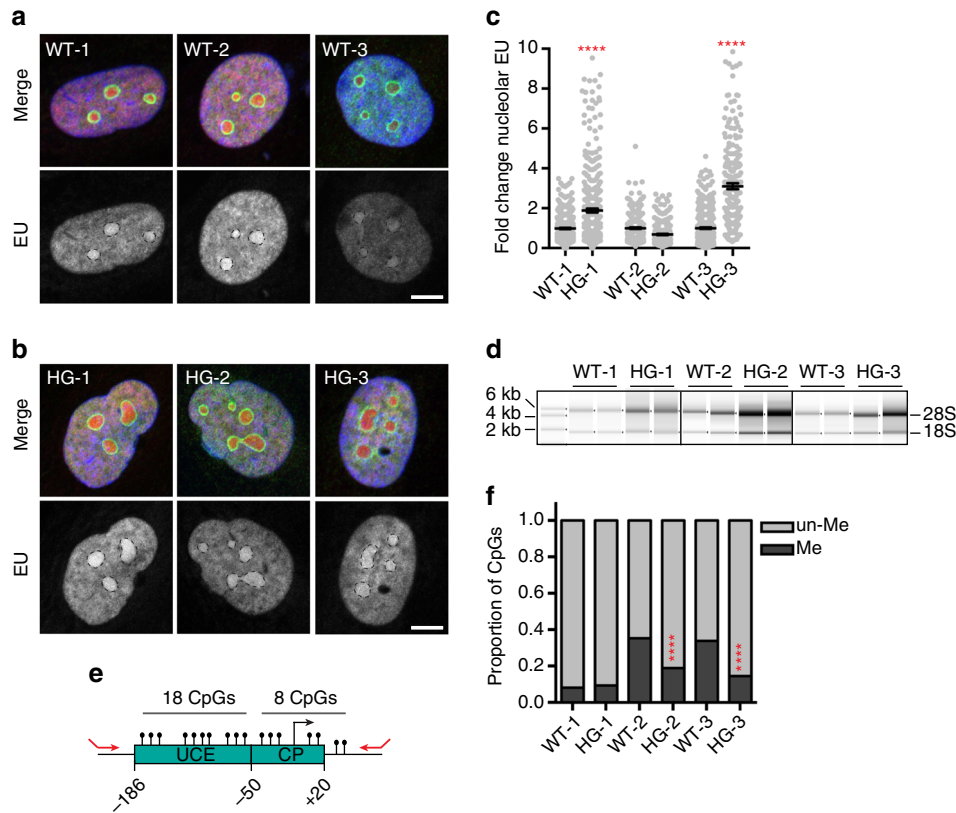 a
WT-1
WT-2
WT-3
Merge
EU
b
HG-1
HG-2
HG-3
Merge
EU
c
****
****
Fold change nucleolar EU
10
8
6
4
2
0
WT-1
HG-1
WT-2
HG-2
WT-3
HG-3
d
WT-1 HG-1 WT-2 HG-2 WT-3 HG-3
6 kb
4 kb
2 kb
28S
18S
e
18 CpGs
8 CpGs
UCE
CP
–186
–50
+20
f
Proportion of CpGs
1.0
0.8
0.6
0.4
0.2
0.0
****
****
un-Me
Me
WT-1
HG-1
WT-2
HG-2
WT-3
HG-3